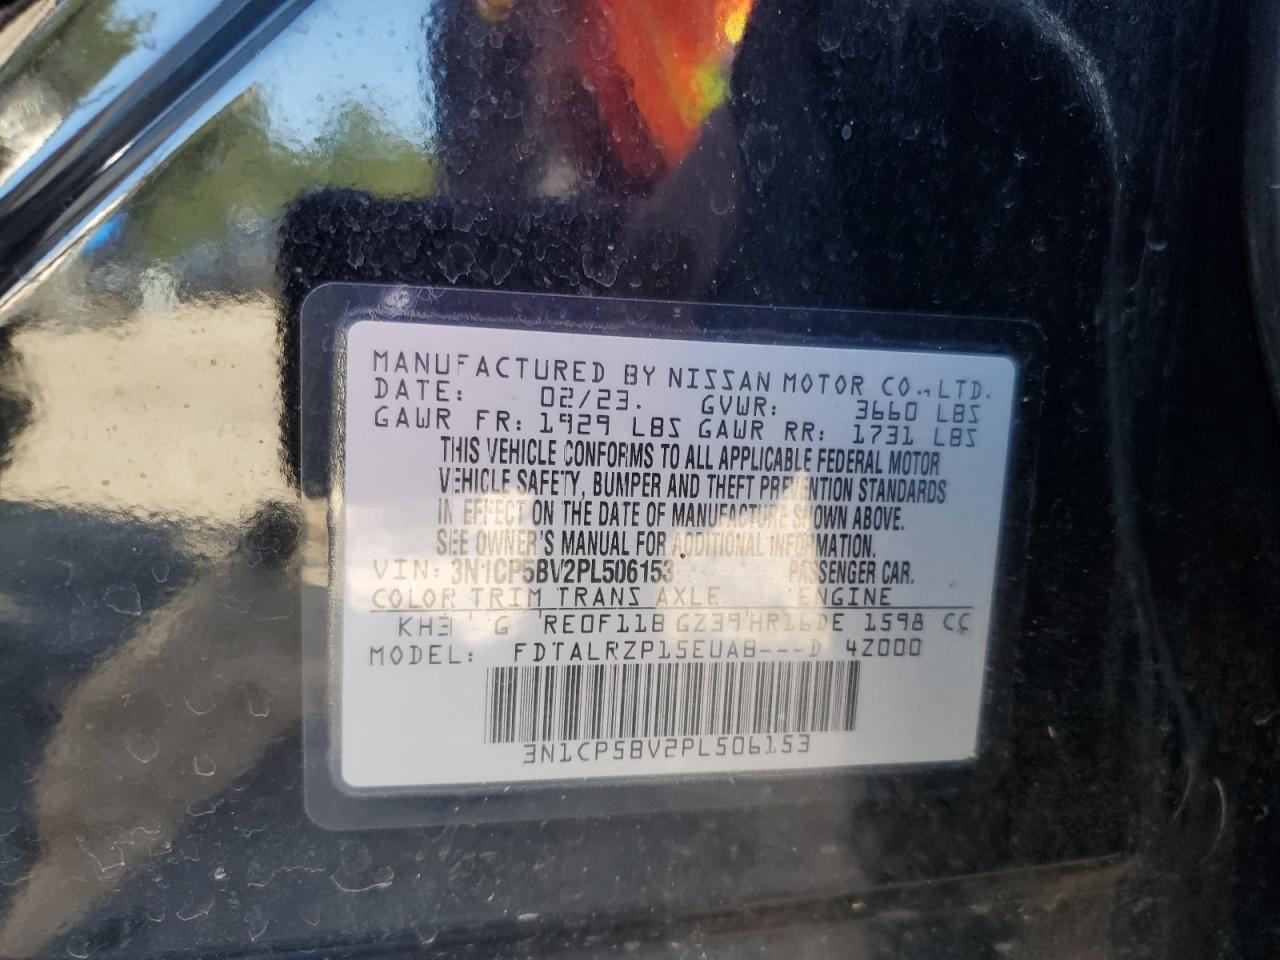 MANUFACTURED BY NISSAN MOTOR CO., LTD.
DATE: 02/23. GVWR: 3660 LBS
GAWR FR: 1929 LBS GAWR RR: 1731 LBS
THIS VEHICLE CONFORMS TO ALL APPLICABLE FEDERAL MOTOR
VEHICLE SAFETY, BUMPER AND THEFT PREVENTION STANDARDS
IN EFFECT ON THE DATE OF MANUFACTURE SHOWN ABOVE.
SEE OWNER'S MANUAL FOR ADDITIONAL INFORMATION.
VIN: 3N1CP5BV2PL506153 PASSENGER CAR.
COLOR TRIM TRANS AXLE ENGINE
KH3 G RE0F11B GZ39 HR16DE 1598 CC
MODEL: FDTALRZP15EUAB---D 4Z000
3N1CP5BV2PL506153